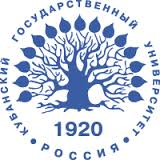 КУБАНСКИЙ ГОСУДАРСТВЕННЫЙ УНИВЕРСИТЕТ
1920
РОССИЯ